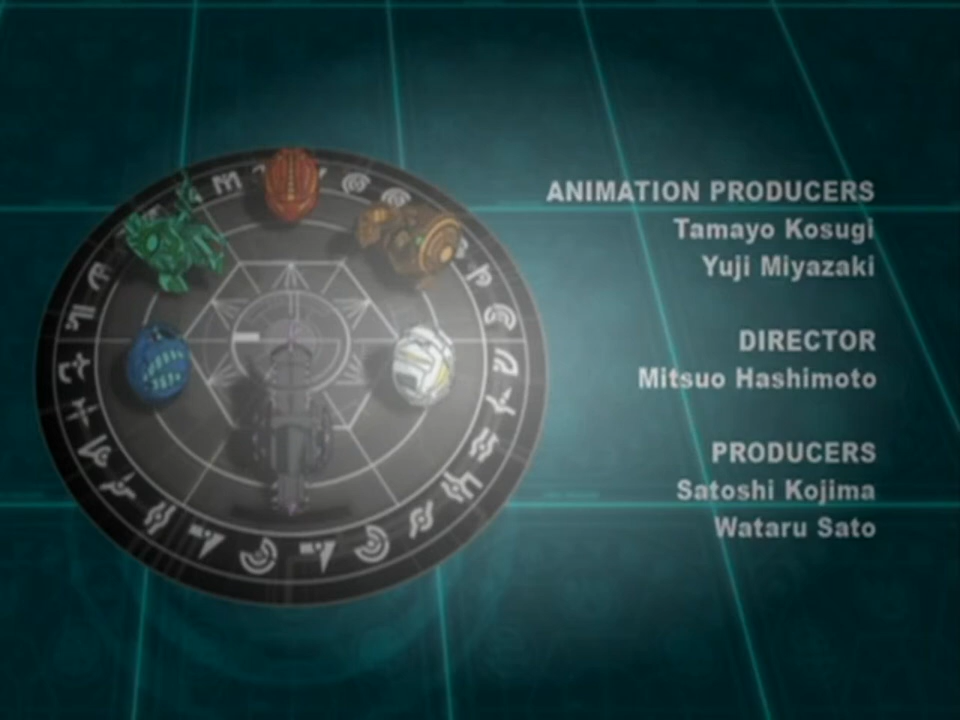 ANIMATION PRODUCERS
Tamayo Kosugi
Yuji Miyazaki
DIRECTOR
Mitsuo Hashimoto
PRODUCERS
Satoshi Kojima
Wataru Sato